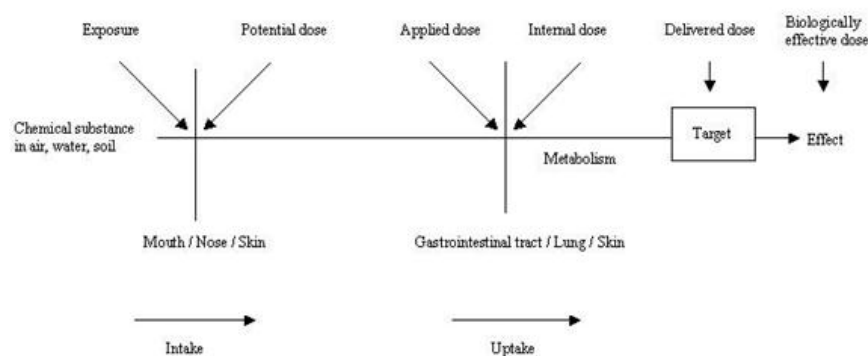 Exposure
Potential dose
Applied dose
Internal dose
Delivered dose
Biologically
effective dose
Chemical substance
in air, water, soil
Metabolism
Target
Effect
Mouth / Nose / Skin
Gastrointestinal tract / Lung / Skin
Intake
Uptake